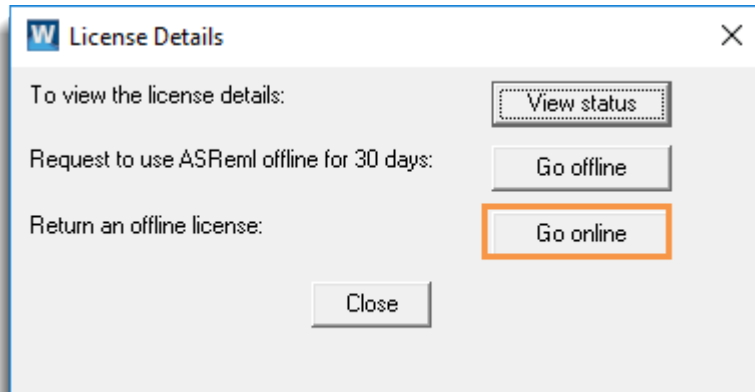 W License Details
To view the license details: View status
Request to use ASReml offline for 30 days: Go offline
Return an offline license: Go online
Close